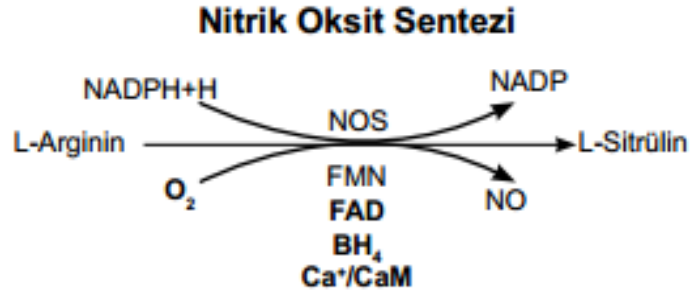 Nitrik Oksit Sentezi
NADPH+H
NADP
NOS
L-Arginin
L-Sitrülin
O₂
FMN
NO
FAD
BH₄
Ca⁺/CaM